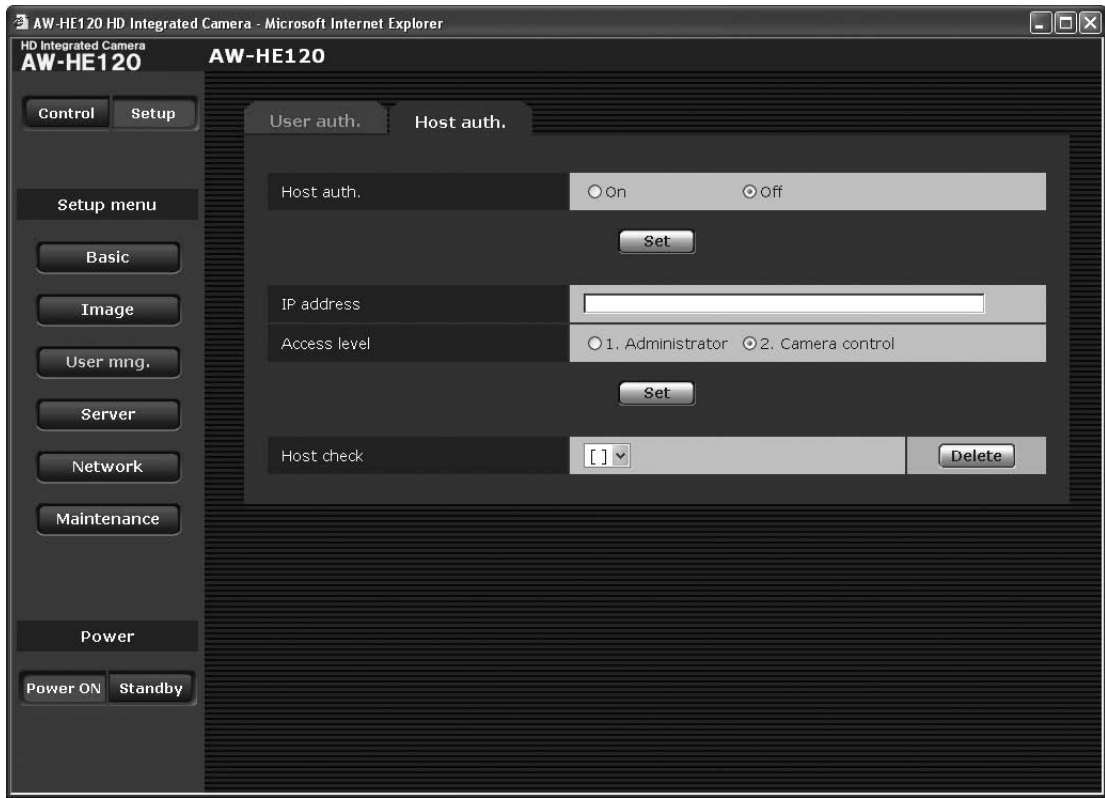 AW-HE120 HD Integrated Camera - Microsoft Internet Explorer
HD Integrated Camera
AW-HE120
AW-HE120
Control Setup
Setup menu
Basic
Image
User mng.
Server
Network
Maintenance
Power
Power ON Standby
User auth. Host auth.
Host auth. On Off
Set
IP address
Access level 1. Administrator 2. Camera control
Set
Host check [ ] Delete